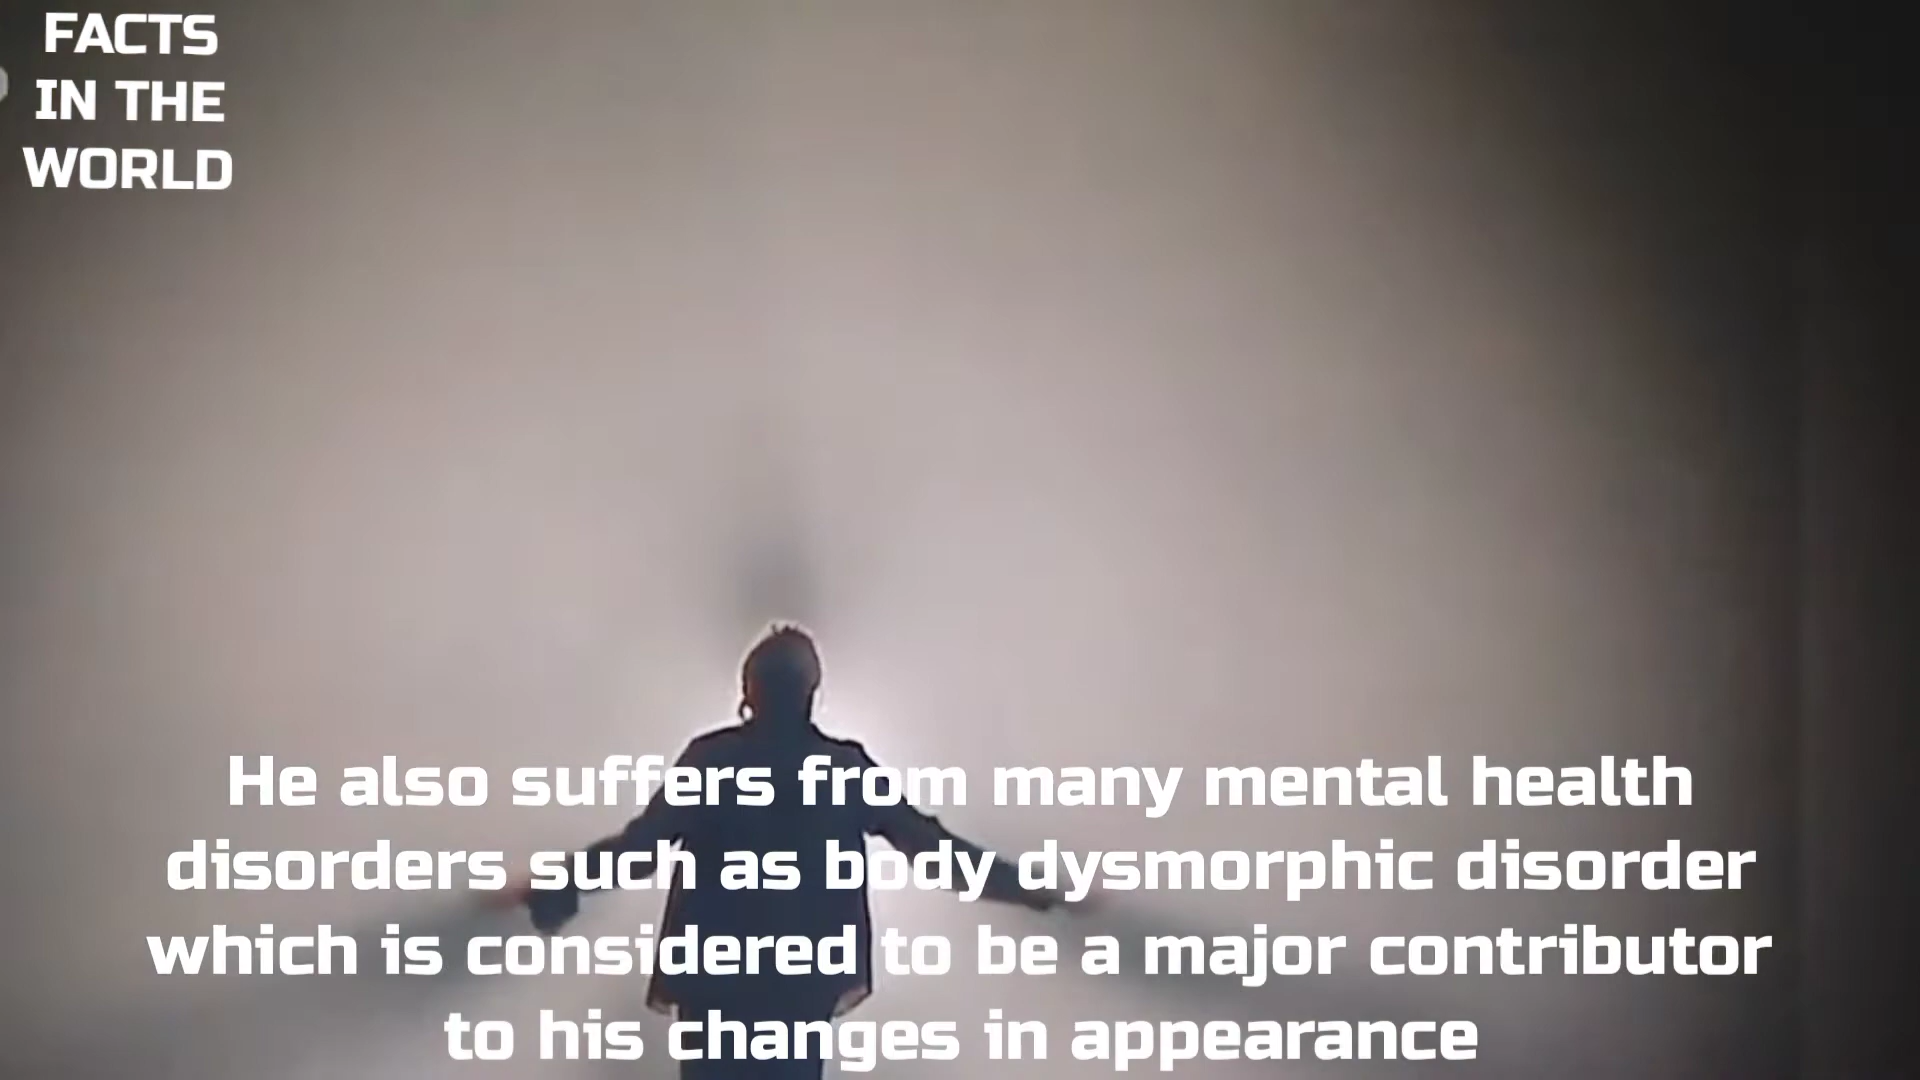 FACTS
IN THE
WORLD
He also suffers from many mental health
disorders such as body dysmorphic disorder
which is considered to be a major contributor
to his changes in appearance